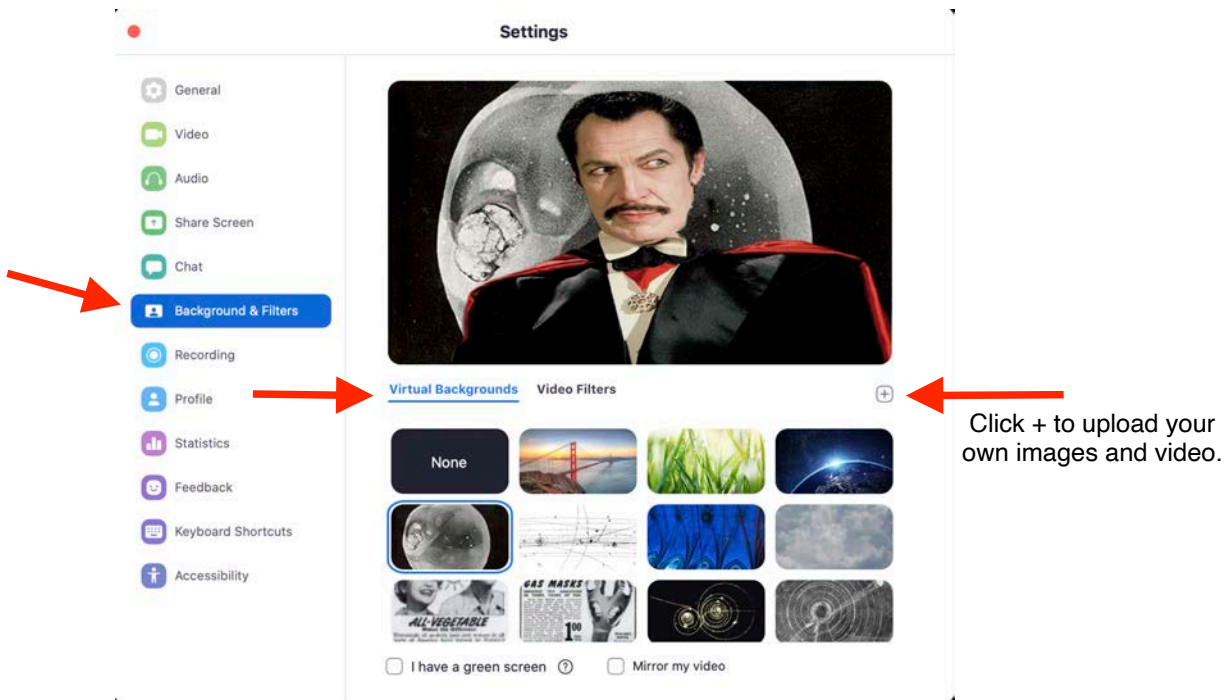 Settings
General
Video
Audio
Share Screen
Chat
Background & Filters
Recording
Profile
Statistics
Feedback
Keyboard Shortcuts
Accessibility
Virtual Backgrounds
Video Filters
Click + to upload your
own images and video.
None
ALL-VEGETABLE
GAS MASKS
1⁰⁰
I have a green screen
Mirror my video